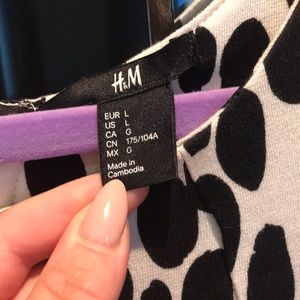 H&M
EUR L
US L
CA G
CN 175/104A
MX G
Made in
Cambodia